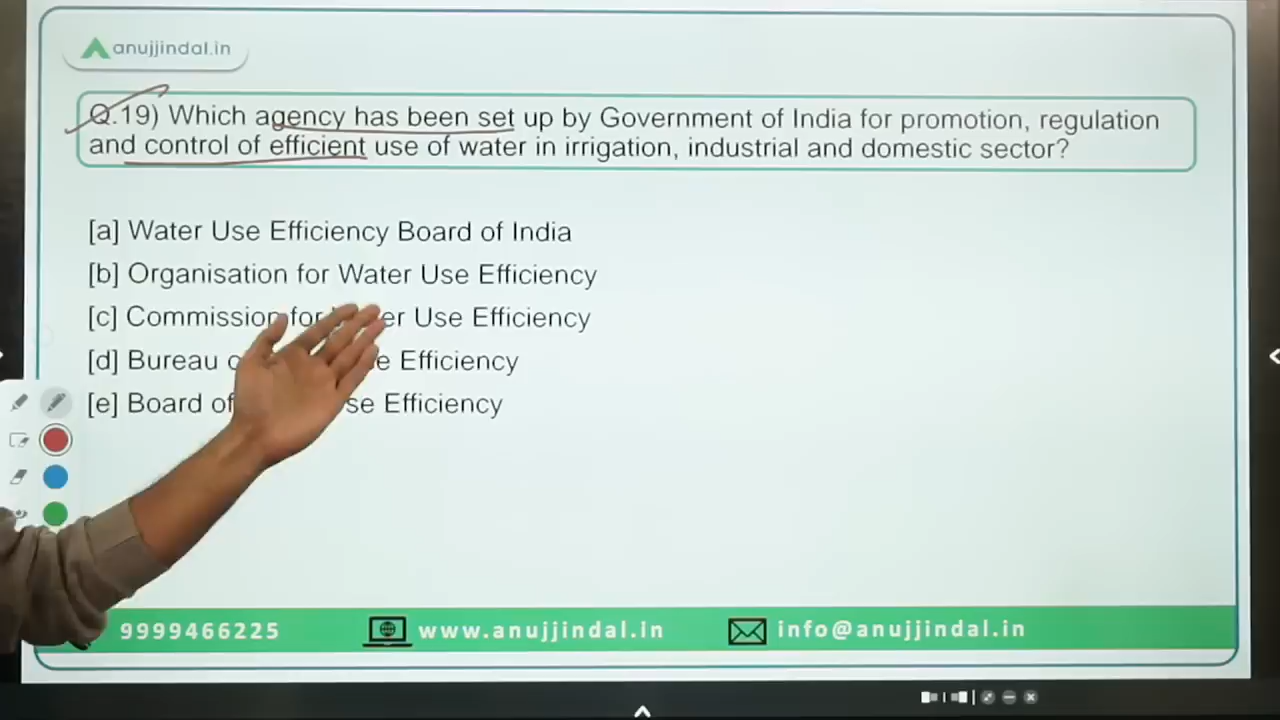 anujjindal.in
Q.19) Which agency has been set up by Government of India for promotion, regulation
and control of efficient use of water in irrigation, industrial and domestic sector?
[a] Water Use Efficiency Board of India
[b] Organisation for Water Use Efficiency
[c] Commission for Use Efficiency
[d] Bureau Efficiency
[e] Board of Efficiency
9999466225
www.anujjindal.in
info@anujjindal.in